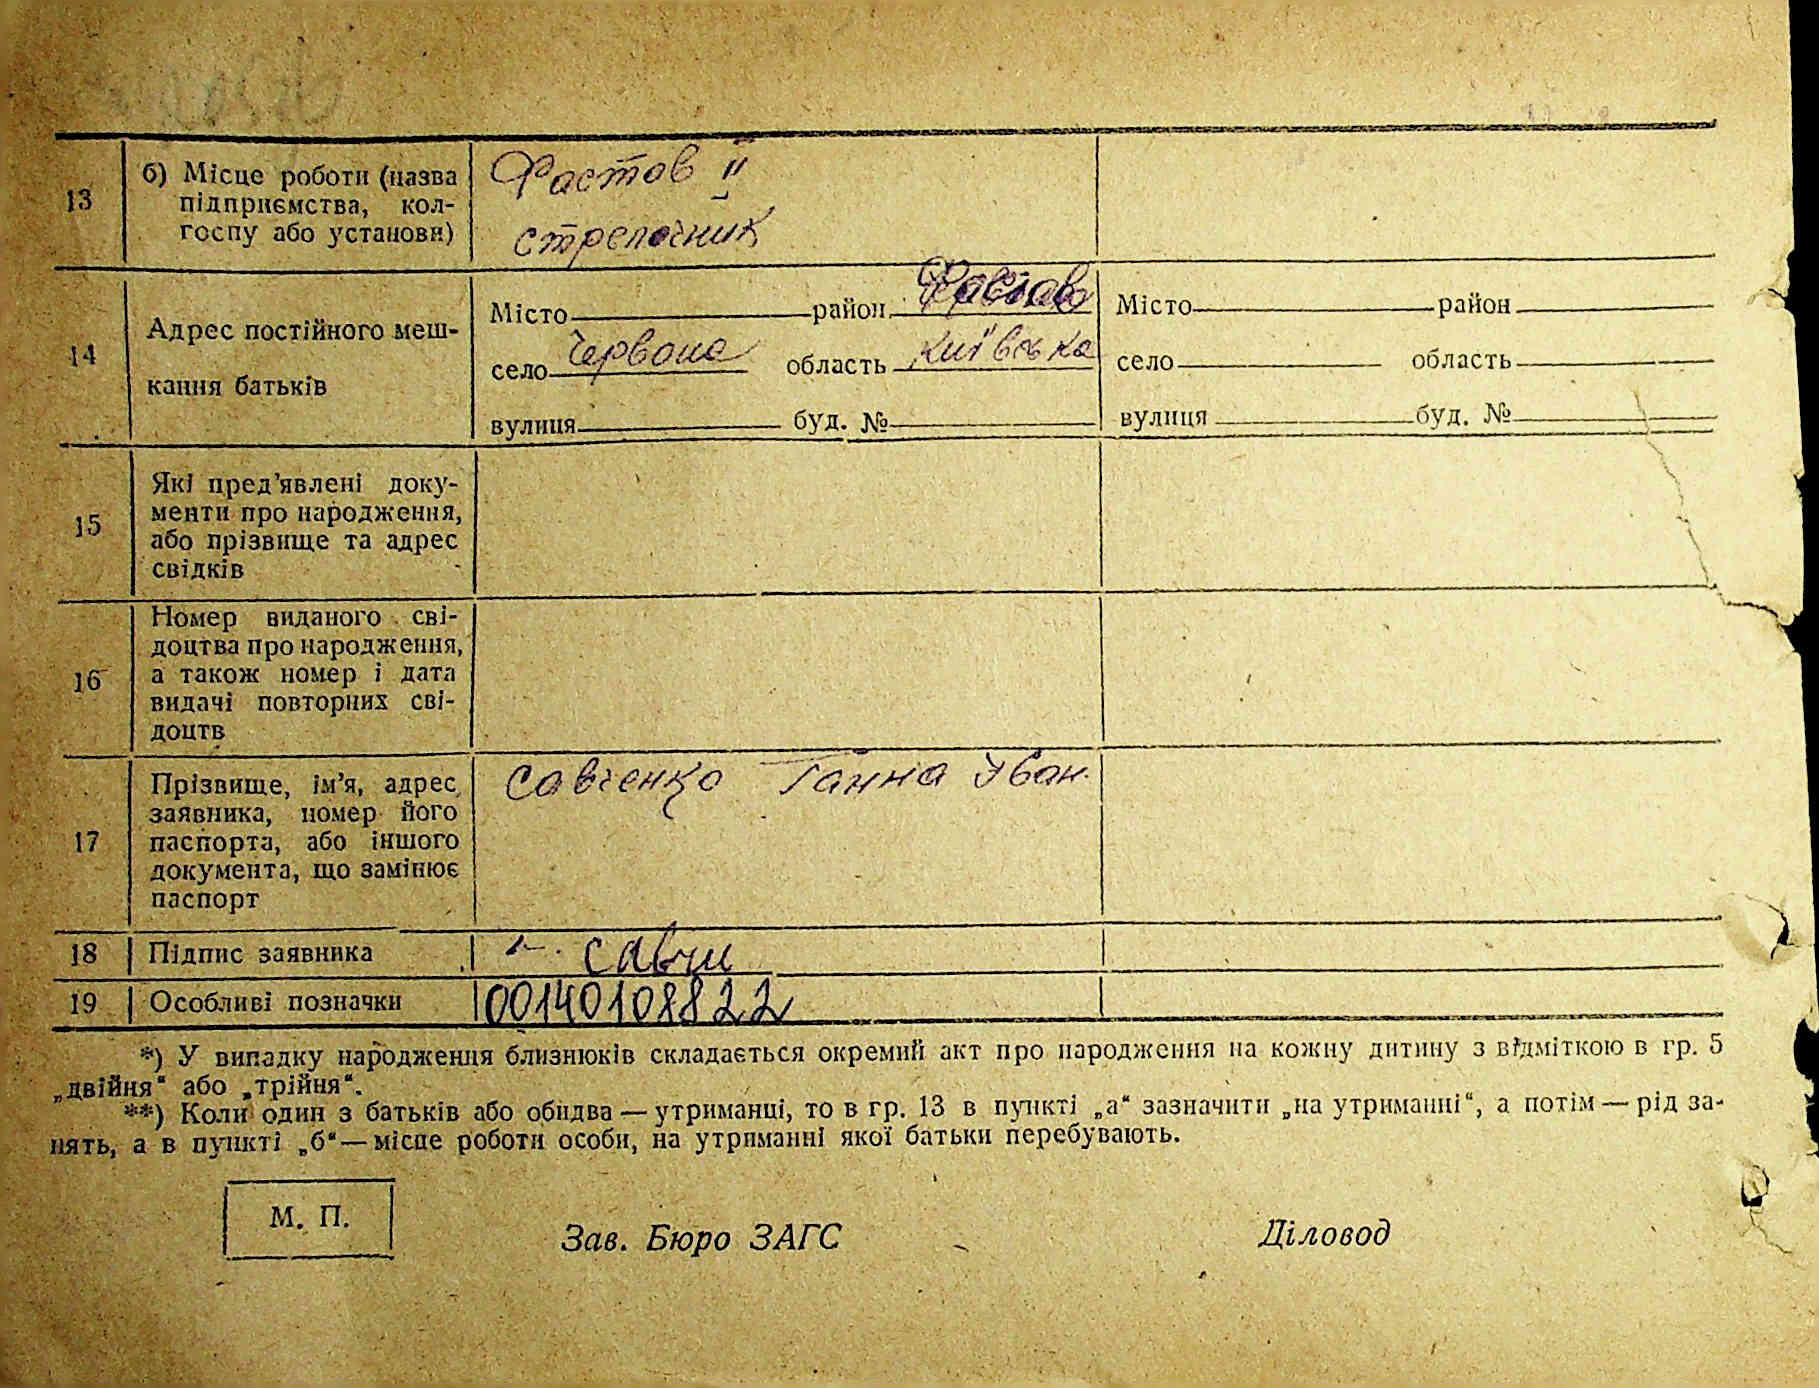 13
б) Місце роботи (назва
підприємства, кол-
госпу або установи)
Фастов II
стрелочник
14
Адрес постійного меш-
кання батьків
Місто район Фастов
село Червона область Київська
вулиця буд. №
Місто район
село область
вулиця буд. №
15
Які пред’явлені доку-
менти про народження,
або прізвище та адрес
свідків
16
Номер виданого сві-
доцтва про народження,
а також номер і дата
видачі повторних сві-
доцтв
17
Прізвище, ім’я, адрес,
заявника, номер його
паспорта, або іншого
документа, що замінює
паспорт
Савченко Ганна Iван.
18
Підпис заявника
19
Особливі позначки
00140108822
*) У випадку народження близнюків складається окремий акт про народження на кожну дитину з відміткою в гр. 5
„двійня“ або „трійня“.
**) Коли один з батьків або обидва — утриманці, то в гр. 13 в пункті „а“ зазначити „на утриманні“, а потім — рід за-
нять, а в пункті „б“ — місце роботи особи, на утриманні якої батьки перебувають.
М. П.
Зав. Бюро ЗАГС
Діловод